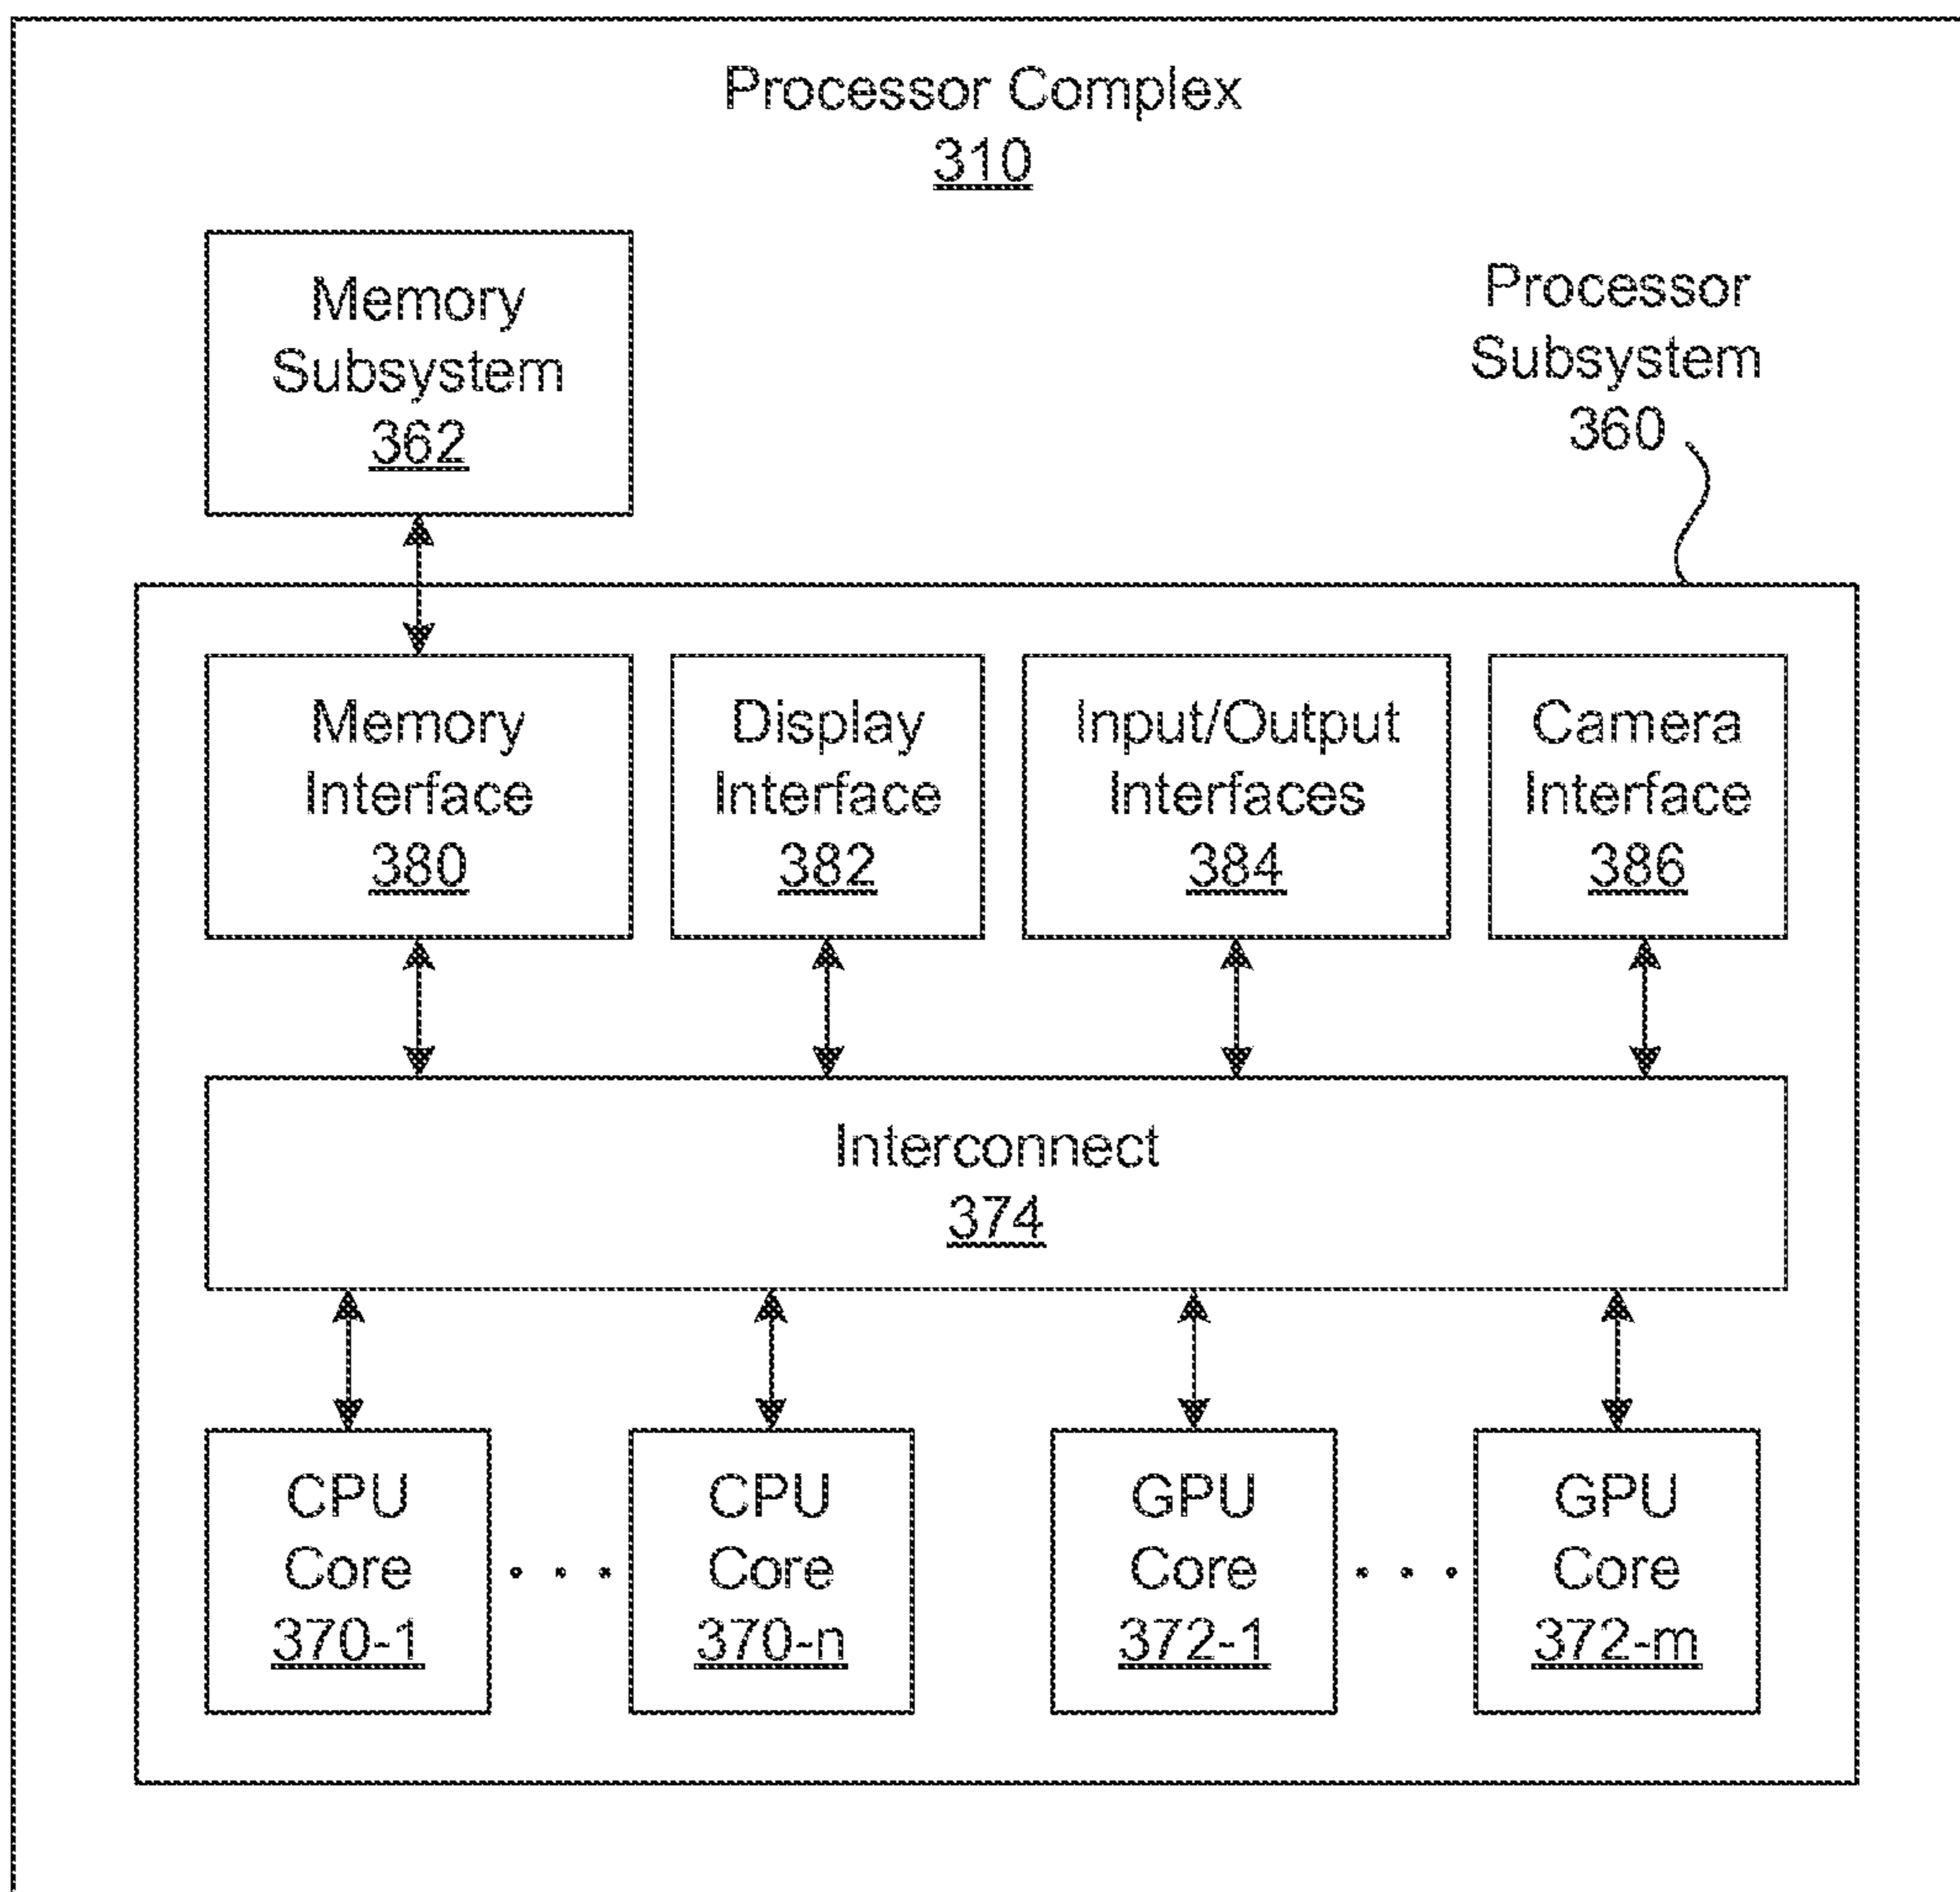 Processor Complex
310
Memory
Subsystem
362
Processor
Subsystem
360
Memory
Interface
380
Display
Interface
382
Input/Output
Interfaces
384
Camera
Interface
386
Interconnect
374
CPU
Core
370-1
. . .
CPU
Core
370-n
GPU
Core
372-1
. . .
GPU
Core
372-m